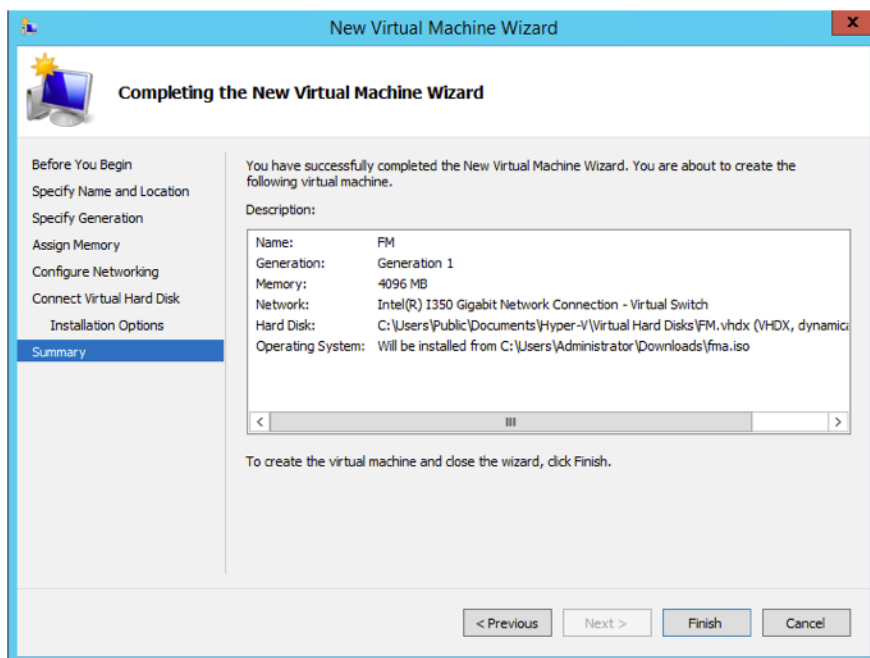 New Virtual Machine Wizard
x
Completing the New Virtual Machine Wizard
Before You Begin
Specify Name and Location
Specify Generation
Assign Memory
Configure Networking
Connect Virtual Hard Disk
Installation Options
Summary
You have successfully completed the New Virtual Machine Wizard. You are about to create the
following virtual machine.
Description:
Name: FM
Generation: Generation 1
Memory: 4096 MB
Network: Intel(R) I350 Gigabit Network Connection - Virtual Switch
Hard Disk: C:\Users\Public\Documents\Hyper-V\Virtual Hard Disks\FM.vhdx (VHDX, dynamica
Operating System: Will be installed from C:\Users\Administrator\Downloads\fma.iso
To create the virtual machine and close the wizard, click Finish.
< Previous
Next >
Finish
Cancel